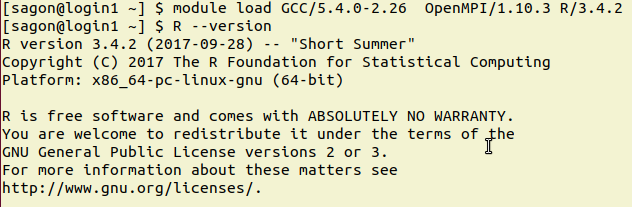 [sagon@login1 ~] $ module load GCC/5.4.0-2.26  OpenMPI/1.10.3 R/3.4.2
[sagon@login1 ~] $ R --version
R version 3.4.2 (2017-09-28) -- "Short Summer"
Copyright (C) 2017 The R Foundation for Statistical Computing
Platform: x86_64-pc-linux-gnu (64-bit)

R is free software and comes with ABSOLUTELY NO WARRANTY.
You are welcome to redistribute it under the terms of the
GNU General Public License versions 2 or 3.
For more information about these matters see
http://www.gnu.org/licenses/.